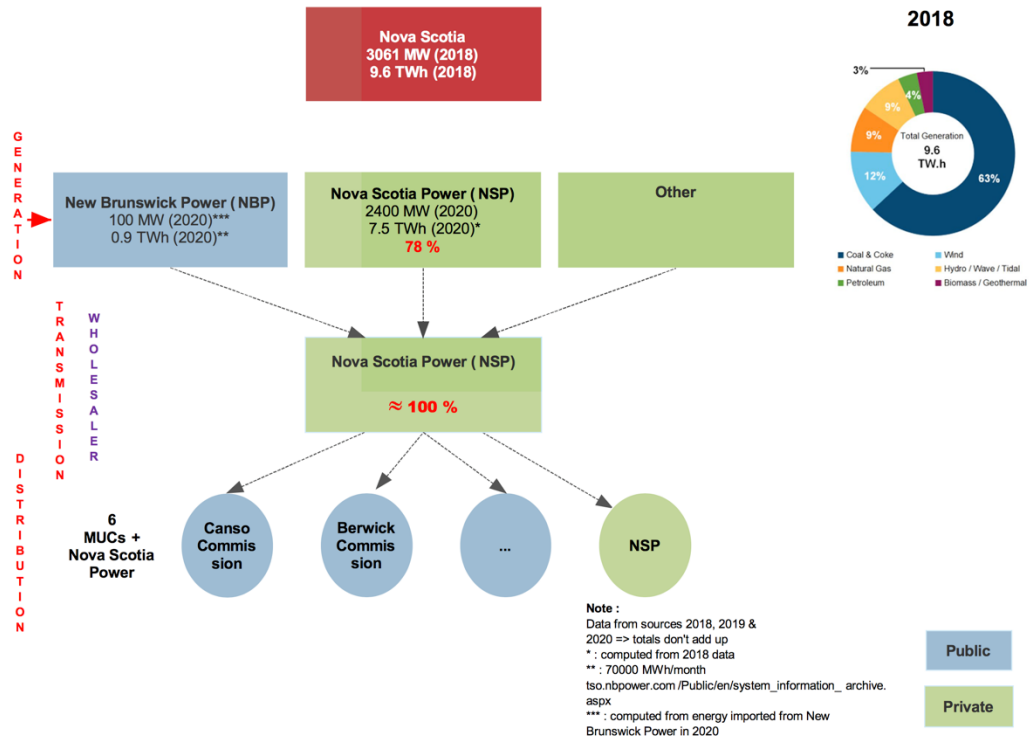 2018
Nova Scotia
3061 MW (2018)
9.6 TWh (2018)
3%
4%
9%
9%
12%
63%
Total Generation
9.6
TW.h
Coal & Coke
Wind
Natural Gas
Hydro / Wave / Tidal
Petroleum
Biomass / Geothermal
GENERATION
New Brunswick Power ( NBP)
100 MW (2020)***
0.9 TWh (2020)**
Nova Scotia Power ( NSP)
2400 MW (2020)
7.5 TWh (2020)*
78 %
Other
TRANSMISSION
WHOLESALER
Nova Scotia Power ( NSP)
≈ 100 %
DISTRIBUTION
6
MUCs +
Nova Scotia
Power
Canso
Commis
sion
Berwick
Commis
sion
...
NSP
Note :
Data from sources 2018, 2019 &
2020 => totals don't add up
* : computed from 2018 data
** : 70000 MWh/month
tso.nbpower.com /Public/en/system_information_ archive.
aspx
*** : computed from energy imported from New
Brunswick Power in 2020
Public
Private